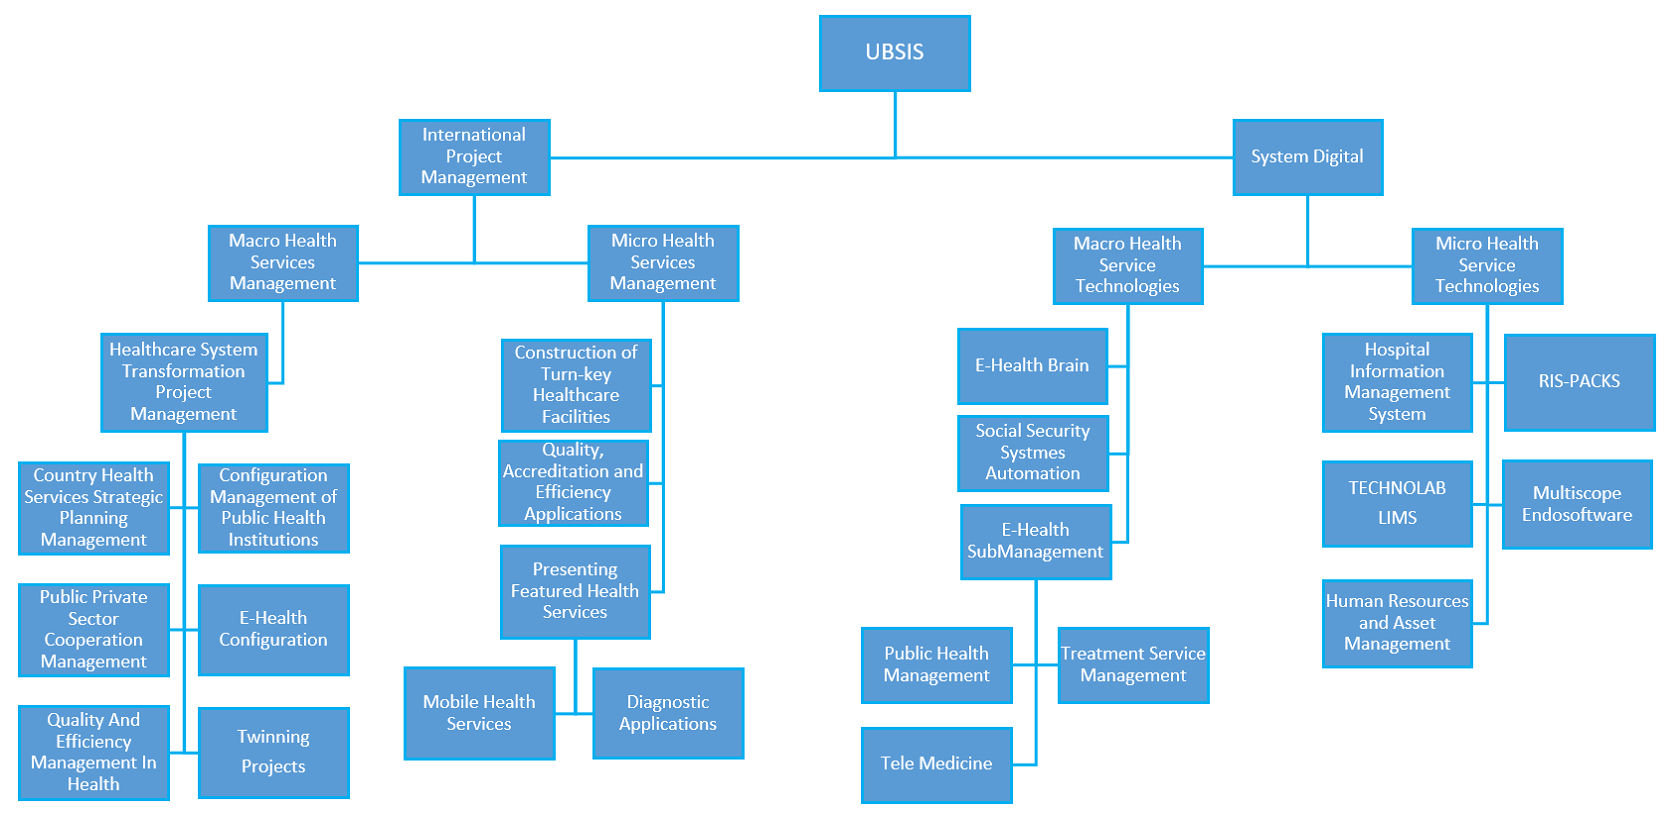 UBSIS
International
Project
Management
System Digital
Macro Health
Services
Management
Micro Health
Services
Management
Macro Health
Service
Technologies
Micro Health
Service
Technologies
Healthcare System
Transformation
Project
Management
Country Health
Services Strategic
Planning
Management
Configuration
Management of
Public Health
Institutions
Public Private
Sector
Cooperation
Management
E-Health
Configuration
Quality And
Efficiency
Management In
Health
Twinning
Projects
Construction of
Turn-key
Healthcare
Facilities
Quality,
Accreditation and
Efficiency
Applications
Presenting
Featured Health
Services
Mobile Health
Services
Diagnostic
Applications
E-Health Brain
Social Security
Systmes
Automation
E-Health
SubManagement
Public Health
Management
Treatment Service
Management
Tele Medicine
Hospital
Information
Management
System
RIS-PACKS
TECHNOLAB
LIMS
Multiscope
Endosoftware
Human Resources
and Asset
Management